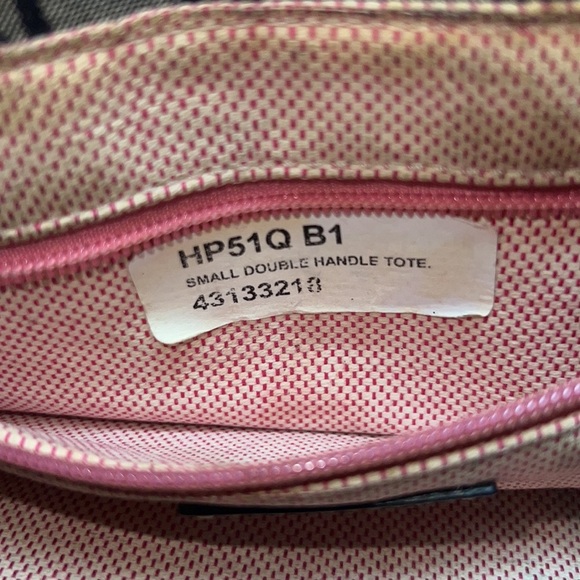 HP51Q B1
SMALL DOUBLE HANDLE TOTE.
43133218